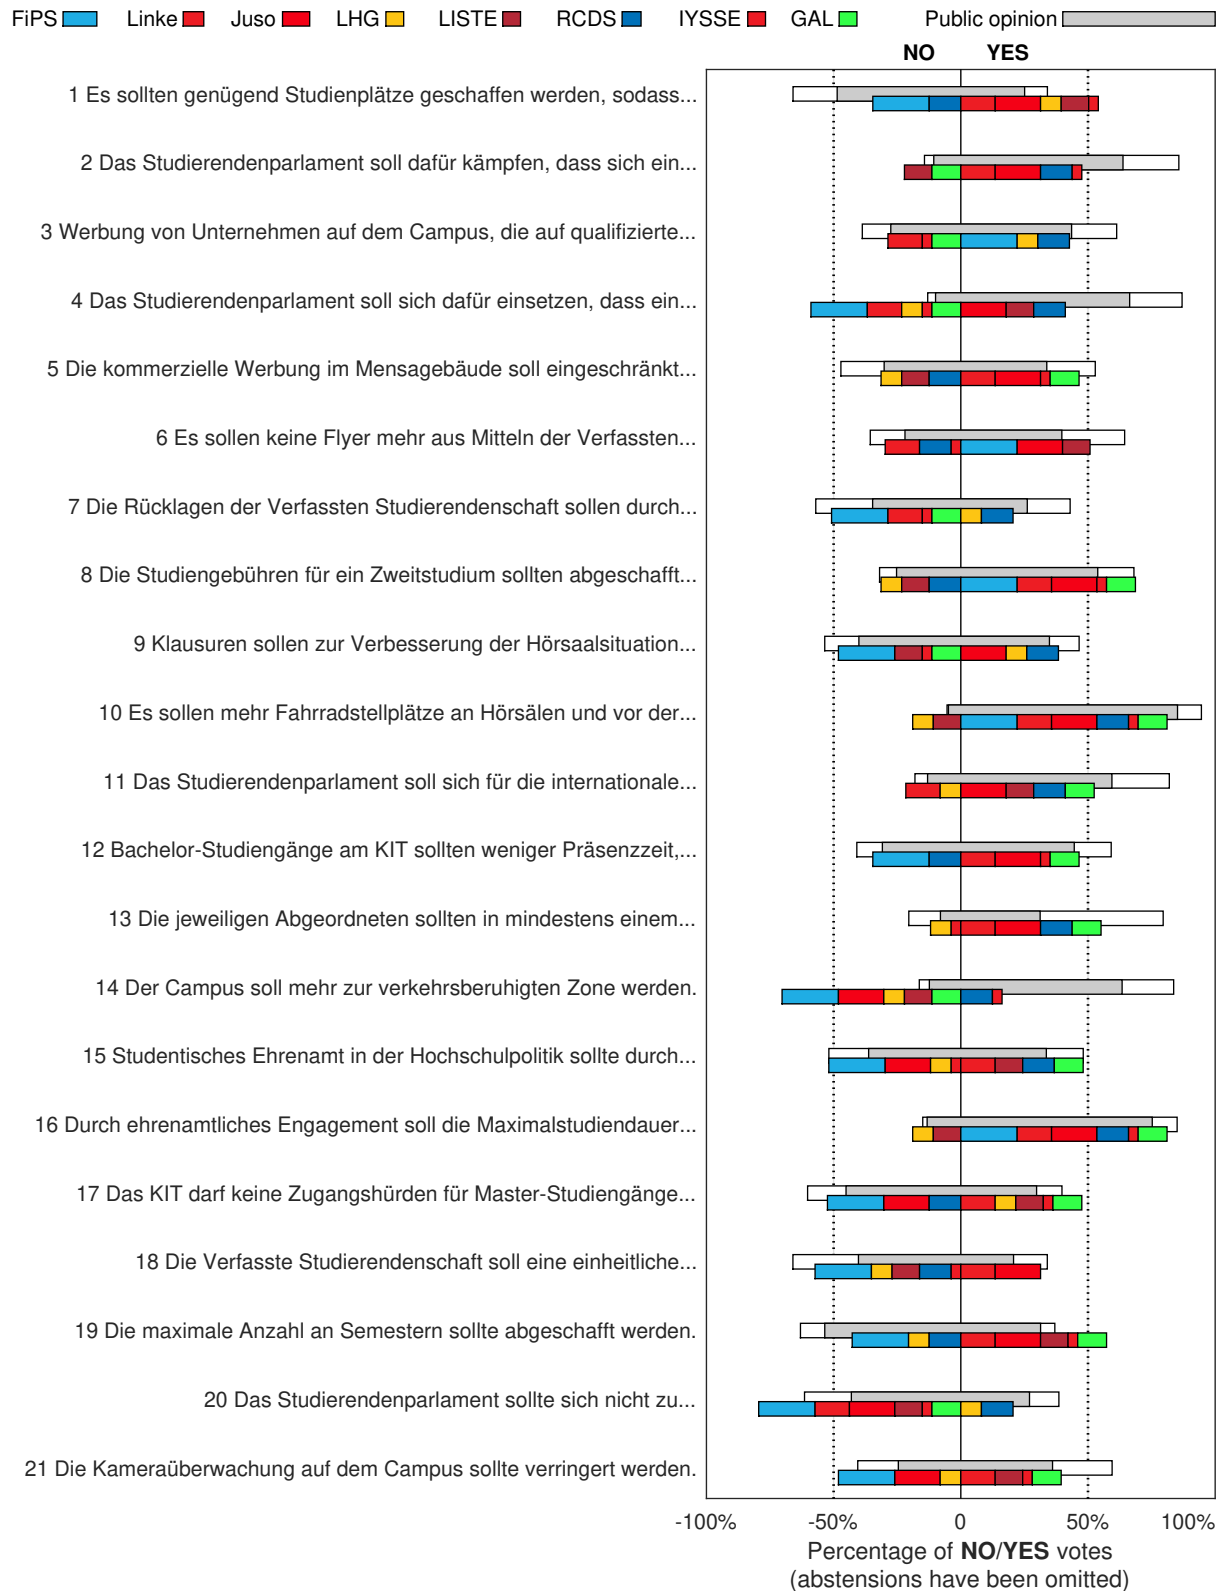 FiPS Linke Juso LHG LISTE RCDS IYSSE GAL Public opinion
NO YES
1 Es sollten genügend Studienplätze geschaffen werden, sodass...
2 Das Studierendenparlament soll dafür kämpfen, dass sich ein...
3 Werbung von Unternehmen auf dem Campus, die auf qualifizierte...
4 Das Studierendenparlament soll sich dafür einsetzen, dass ein...
5 Die kommerzielle Werbung im Mensagebäude soll eingeschränkt...
6 Es sollen keine Flyer mehr aus Mitteln der Verfassten...
7 Die Rücklagen der Verfassten Studierendenschaft sollen durch...
8 Die Studiengebühren für ein Zweitstudium sollten abgeschafft...
9 Klausuren sollen zur Verbesserung der Hörsaalsituation...
10 Es sollen mehr Fahrradstellplätze an Hörsälen und vor der...
11 Das Studierendenparlament soll sich für die internationale...
12 Bachelor-Studiengänge am KIT sollten weniger Präsenzzeit,...
13 Die jeweiligen Abgeordneten sollten in mindestens einem...
14 Der Campus soll mehr zur verkehrsberuhigten Zone werden.
15 Studentisches Ehrenamt in der Hochschulpolitik sollte durch...
16 Durch ehrenamtliches Engagement soll die Maximalstudiendauer...
17 Das KIT darf keine Zugangshürden für Master-Studiengänge...
18 Die Verfasste Studierendenschaft soll eine einheitliche...
19 Die maximale Anzahl an Semestern sollte abgeschafft werden.
20 Das Studierendenparlament sollte sich nicht zu...
21 Die Kameraüberwachung auf dem Campus sollte verringert werden.
-100% -50% 0 50% 100%
Percentage of NO/YES votes
(abstensions have been omitted)